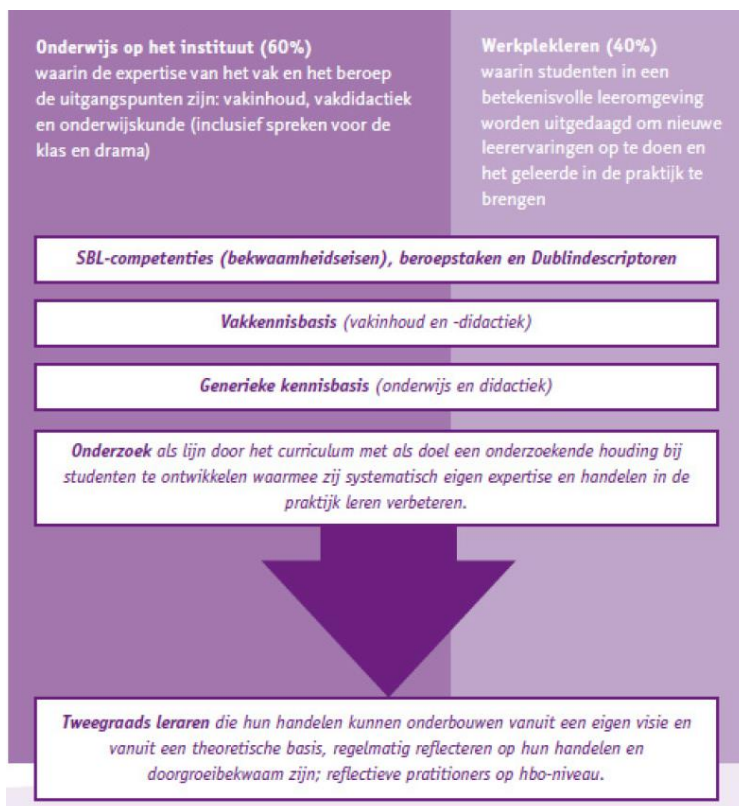 Onderwijs op het instituut (60%)
waarin de expertise van het vak en het beroep
de uitgangspunten zijn: vakinhoud, vakdidactiek
en onderwijskunde (inclusief spreken voor de
klas en drama)
Werkplekleren (40%)
waarin studenten in een
betekenisvolle leeromgeving
worden uitgedaagd om nieuwe
leerervaringen op te doen en
het geleerde in de praktijk te
brengen
SBL-competenties (bekwaamheidseisen), beroepstaken en Dublindescriptoren
Vakkennisbasis (vakinhoud en -didactiek)
Generieke kennisbasis (onderwijs en didactiek)
Onderzoek als lijn door het curriculum met als doel een onderzoekende houding bij
studenten te ontwikkelen waarmee zij systematisch eigen expertise en handelen in de
praktijk leren verbeteren.
Tweegraads leraren die hun handelen kunnen onderbouwen vanuit een eigen visie en
vanuit een theoretische basis, regelmatig reflecteren op hun handelen en
doorgroeibekwaam zijn; reflectieve pratitioners op hbo-niveau.